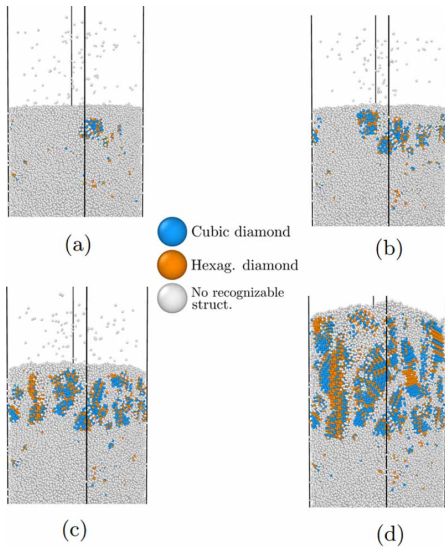 (a)
(b)
Cubic diamond
Hexag. diamond
No recognizable
struct.
(c)
(d)